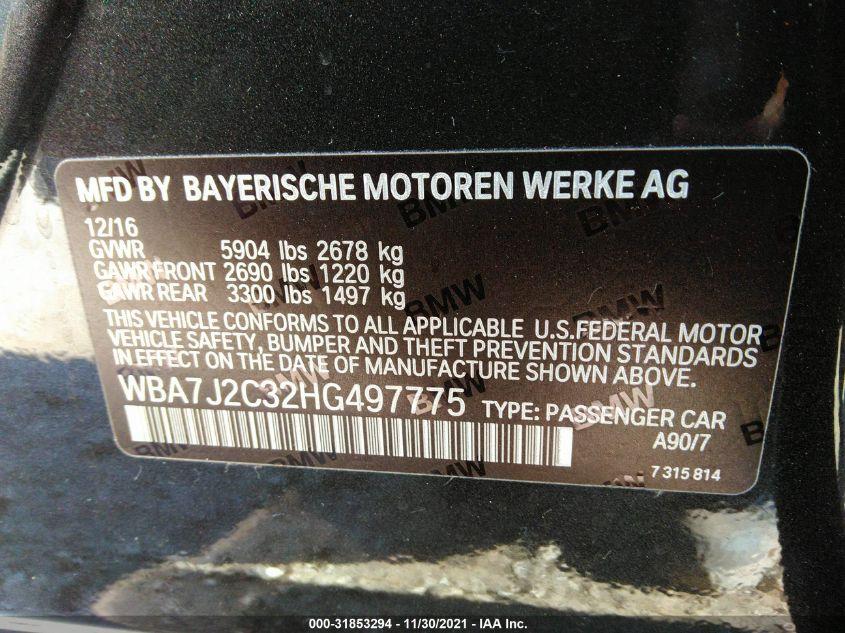 MFD BY BAYERISCHE MOTOREN WERKE AG
12/16
GVWR 5904 lbs 2678 kg
GAWR FRONT 2690 lbs 1220 kg
GAWR REAR 3300 lbs 1497 kg
THIS VEHICLE CONFORMS TO ALL APPLICABLE U.S.FEDERAL MOTOR
VEHICLE SAFETY, BUMPER AND THEFT PREVENTION STANDARDS
IN EFFECT ON THE DATE OF MANUFACTURE SHOWN ABOVE.
WBA7J2C32HG497775 TYPE: PASSENGER CAR
A90/7
7 315 814
000-31853294 - 11/30/2021 - IAA Inc.